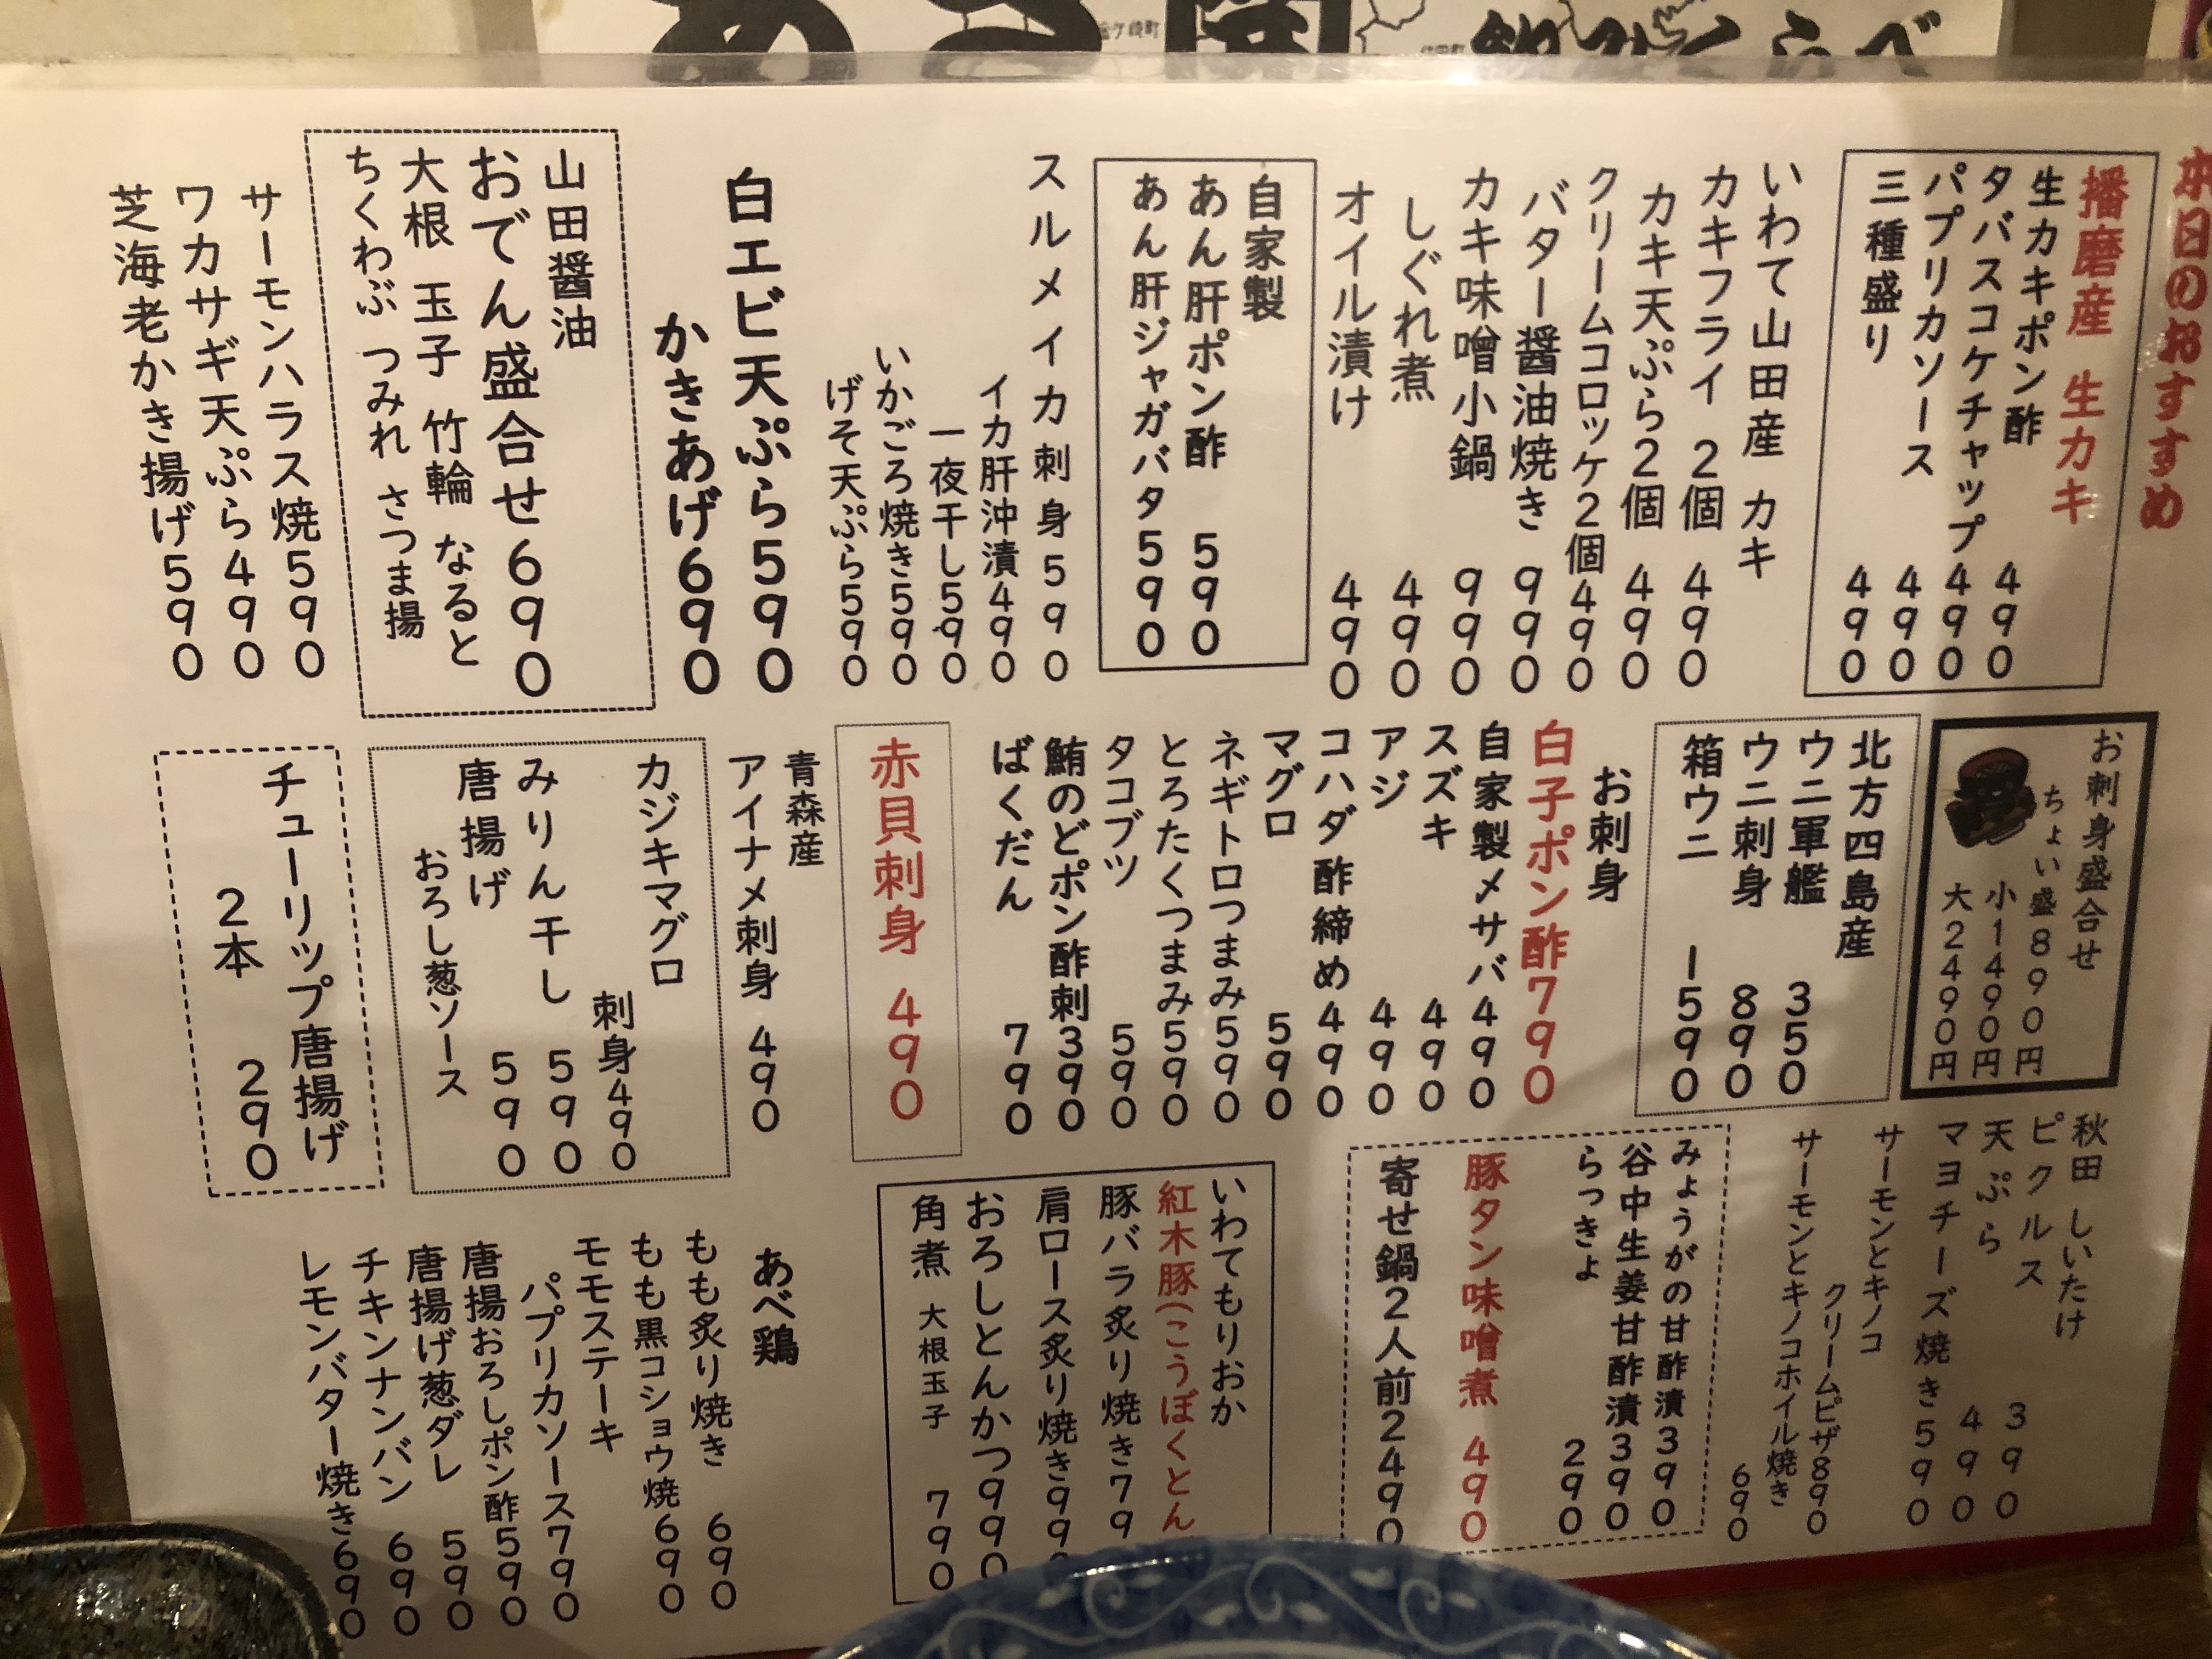 本日のおすすめ
播磨産 生カキ
生カキポン酢 490
タバスコケチャップ 490
パプリカソース 490
三種盛り 490
いわて山田産 カキ
カキフライ 2個 490
カキ天ぷら2個 490
クリームコロッケ2個 490
バター醤油焼き 990
カキ味噌小鍋 990
しぐれ煮 490
オイル漬け 490
自家製
あん肝ポン酢 590
あん肝ジャガバタ 590
スルメイカ 刺身 590
イカ肝沖漬 490
一夜干し 590
いかごろ焼き 590
げそ天ぷら 590
白エビ天ぷら 590
かきあげ 690
山田醤油
おでん盛合せ 690
大根 玉子 竹輪 なると
ちくわぶ つみれ さつま揚
サーモンハラス焼 590
ワカサギ天ぷら 490
芝海老かき揚げ 590
お刺身盛合せ
ちょい盛890円
小1490円
大2490円
北方四島産
ウニ軍艦 350
ウニ刺身 890
箱ウニ 1590
お刺身
白子ポン酢 790
自家製〆サバ 490
スズキ 490
アジ 490
コハダ酢締め 490
マグロ 590
ネギトロつまみ 590
とろたくつまみ 590
タコブツ 590
鮪のどポン酢刺 390
ばくだん 790
赤貝刺身 490
青森産
アイナメ刺身 490
カジキマグロ
刺身 490
みりん干し 590
唐揚げ 590
おろし葱ソース
チューリップ唐揚げ
2本 290
秋田 しいたけ
ピクルス 390
天ぷら 490
マヨチーズ焼き 590
サーモンとキノコ
クリームピザ890
サーモンとキノコホイル焼き
690
みょうがの甘酢漬 390
谷中生姜甘酢漬 390
らっきょ 290
豚タン味噌煮 490
寄せ鍋2人前 2490
いわてもりおか
紅木豚(こうぼくとん
豚バラ炙り焼き 79
肩ロース炙り焼き 99
おろしとんかつ 990
角煮 大根玉子 790
あべ鶏
もも炙り焼き 690
もも黒コショウ焼 690
モモステーキ
パプリカソース 790
唐揚おろしポン酢 590
唐揚げ葱ダレ 590
チキンナンバン 690
レモンバター焼き 690